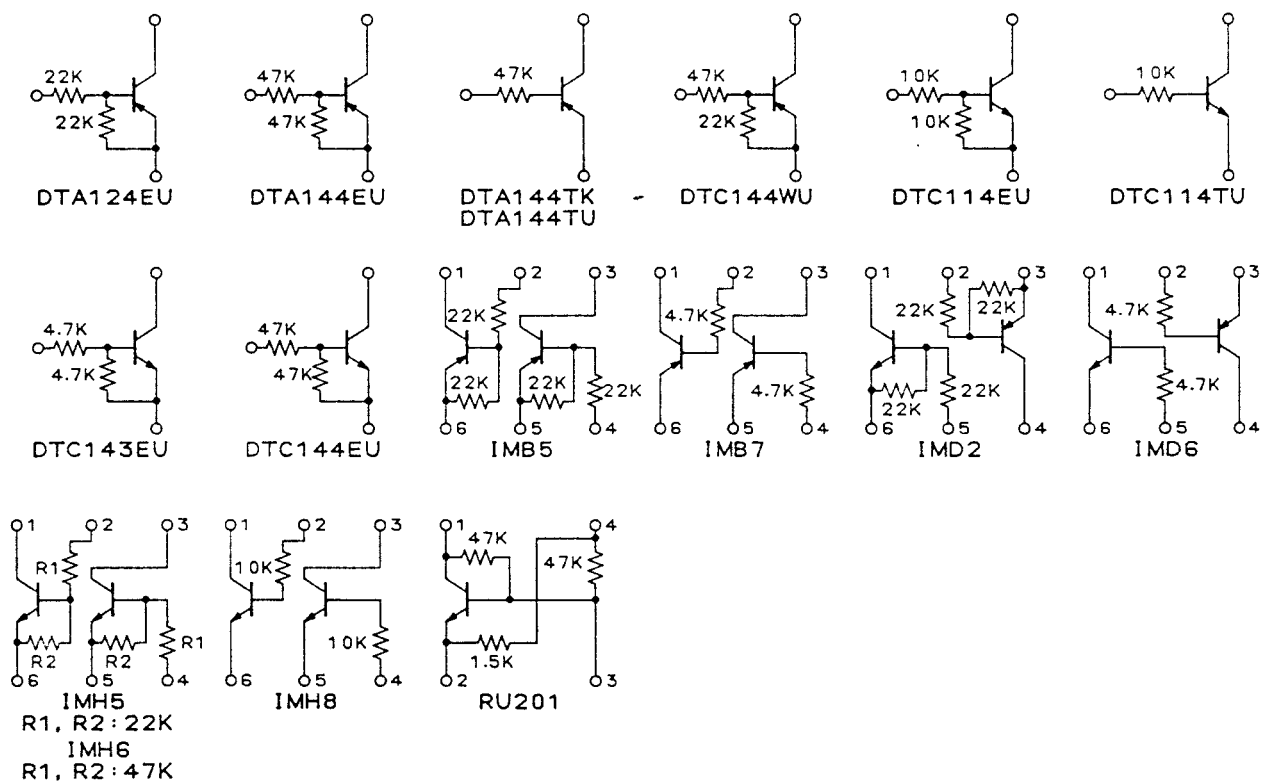 22K
22K
DTA124EU
47K
47K
DTA144EU
47K
DTA144TK
DTA144TU
47K
22K
DTC144WU
10K
10K
DTC114EU
10K
DTC114TU
4.7K
4.7K
DTC143EU
47K
47K
DTC144EU
1 2 3
22K
22K 22K 22K
6 5 4
IMB5
1 2 3
4.7K
4.7K
6 5 4
IMB7
1 2 3
22K 22K
22K 22K
6 5 4
IMD2
1 2 3
4.7K
4.7K
6 5 4
IMD6
1 2 3
R1
R2 R2 R1
6 5 4
IMH5
R1, R2:22K
IMH6
R1, R2:47K
1 2 3
10K
10K
6 5 4
IMH8
1 4
47K 47K
1.5K
2 3
RU201